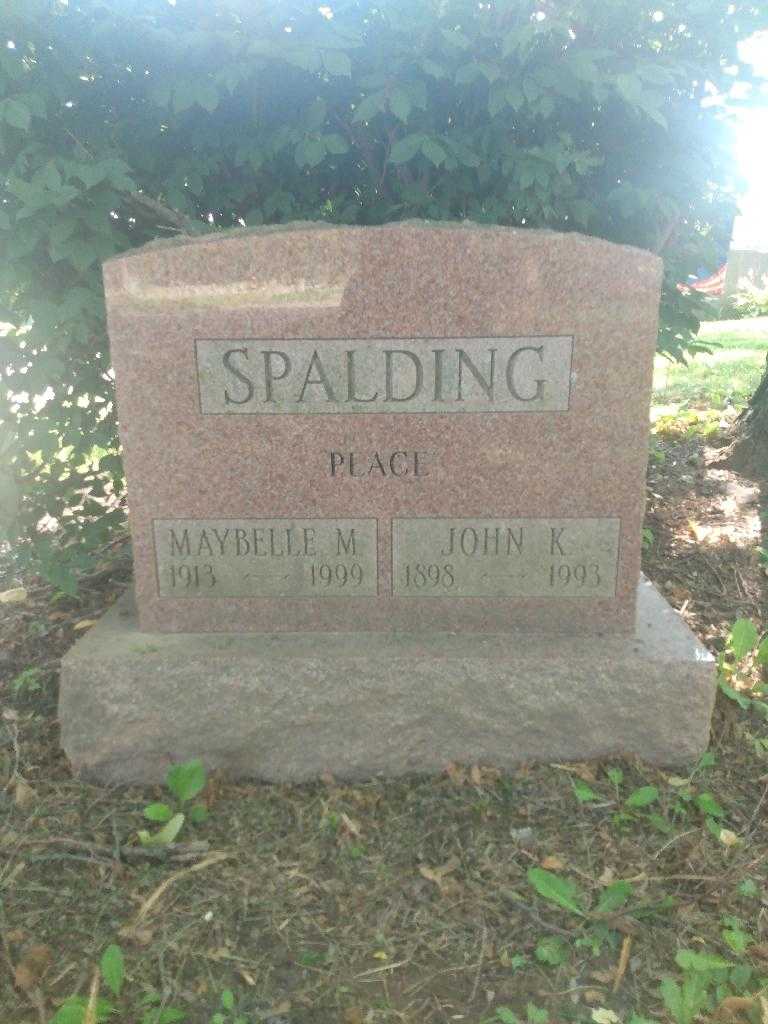 SPALDING
PLACE
MAYBELLE M. JOHN K.
1913 — 1999 1898 — 1993